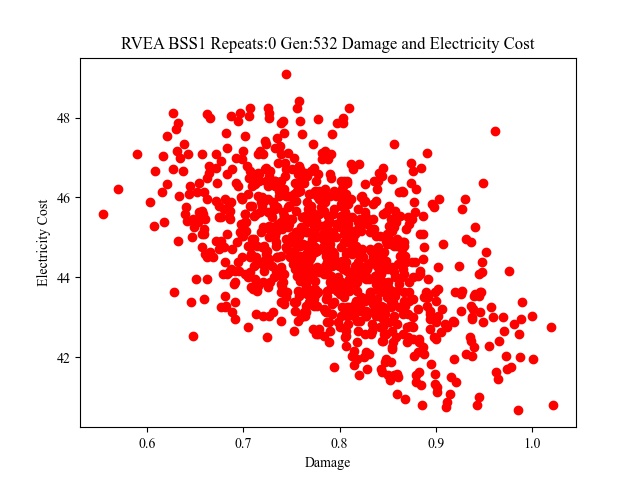 RVEA BSS1 Repeats:0 Gen:532 Damage and Electricity Cost
48
46
44
42
Electricity Cost
0.6 0.7 0.8 0.9 1.0
Damage